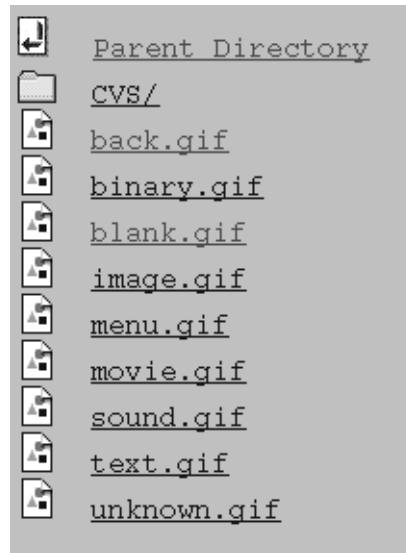 Parent Directory
CVS/
back.gif
binary.gif
blank.gif
image.gif
menu.gif
movie.gif
sound.gif
text.gif
unknown.gif